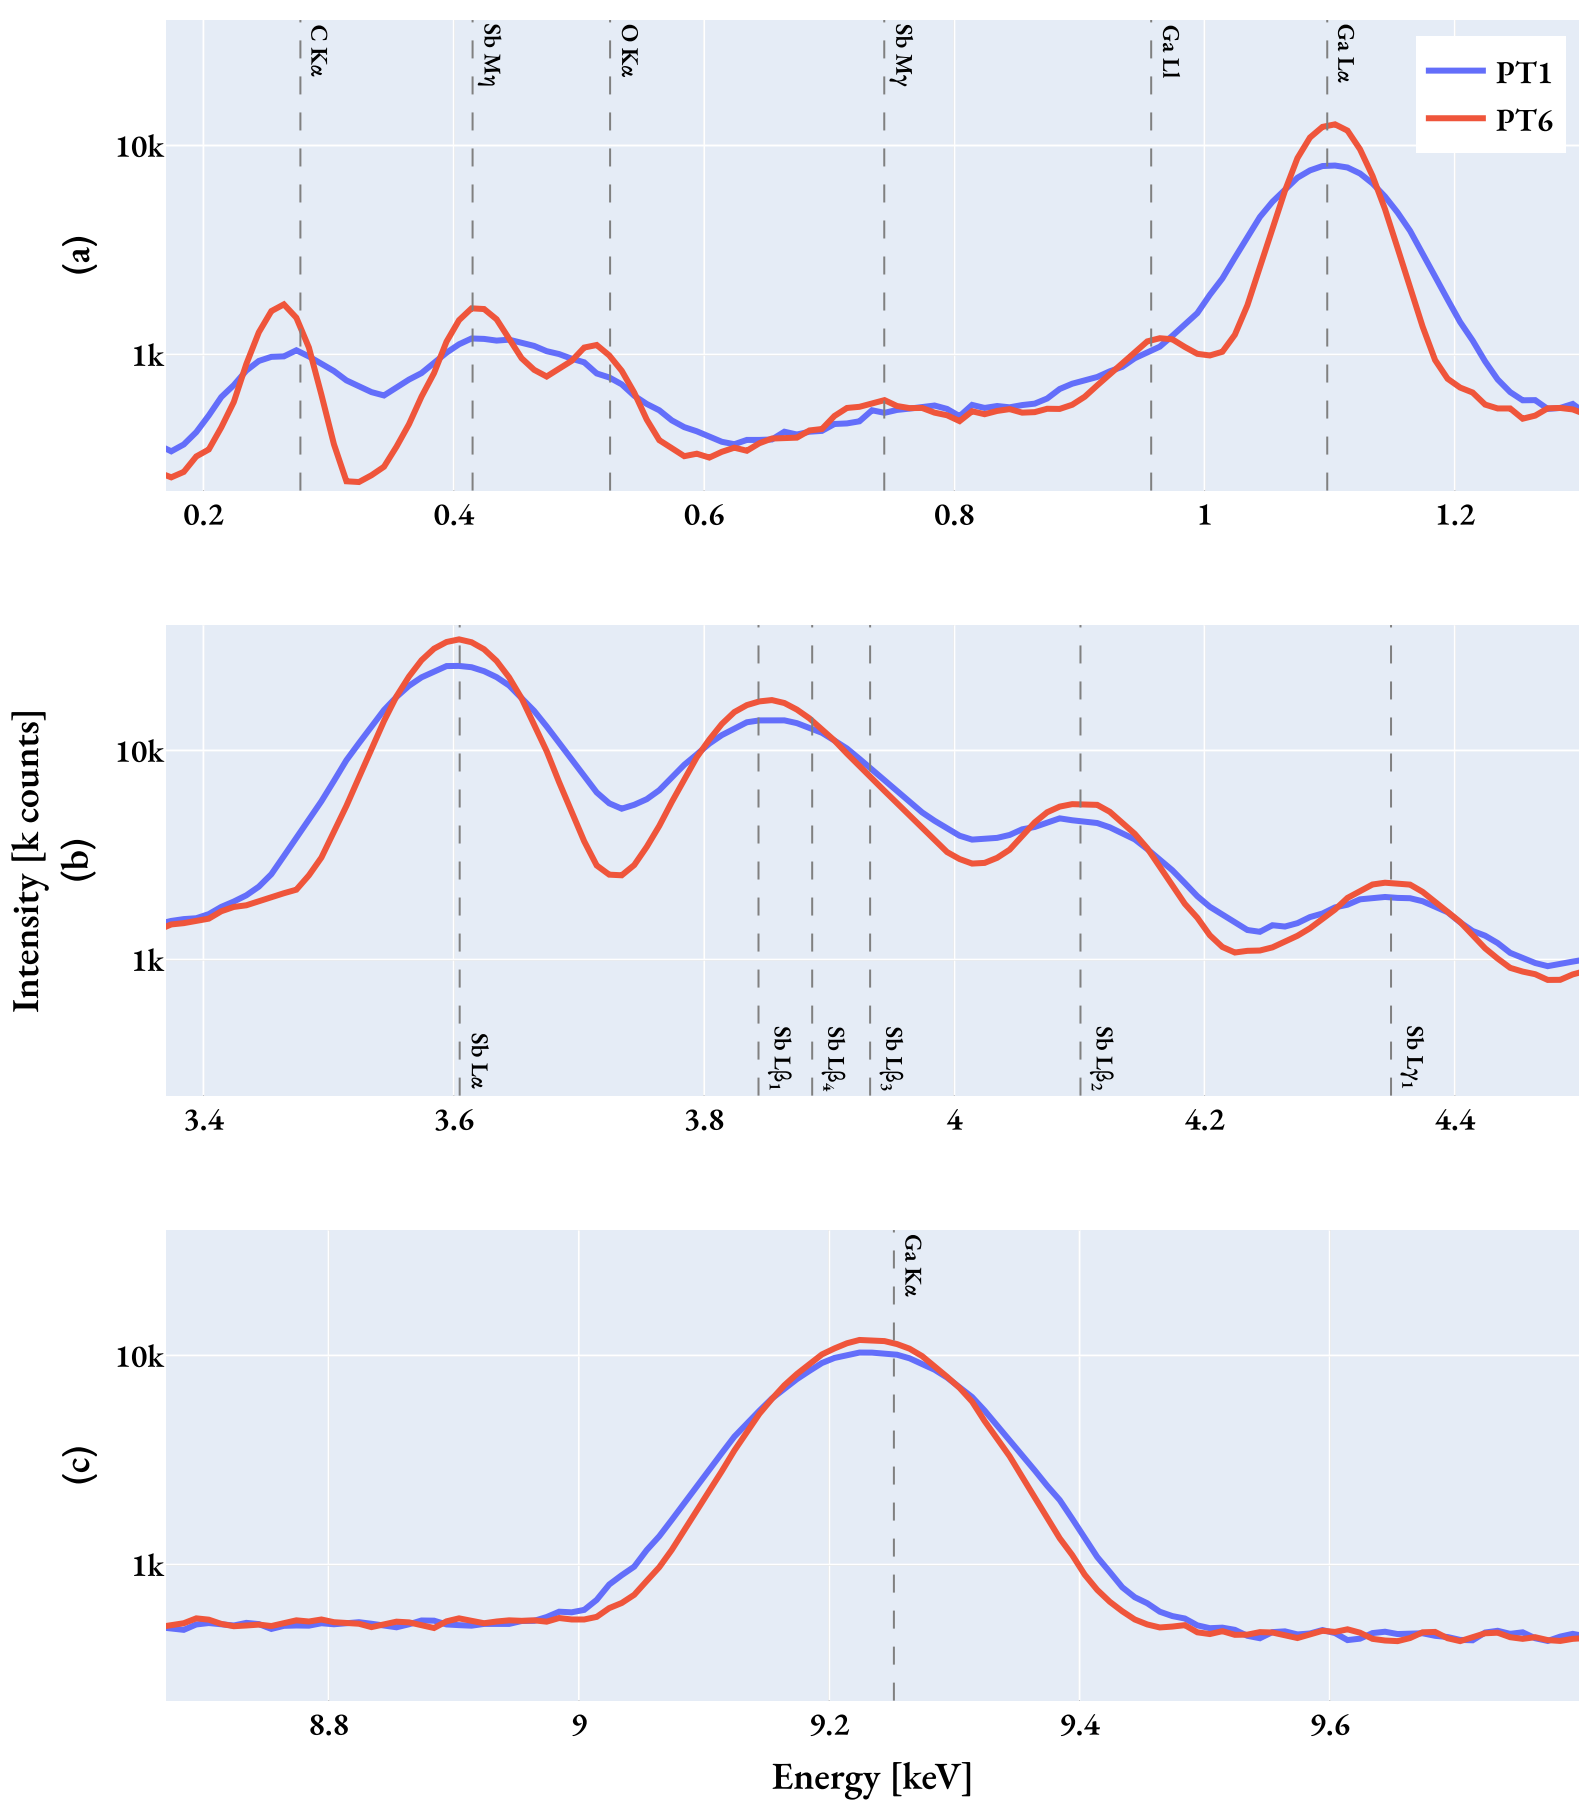 C Kα
Sb Mη
O Kα
Sb Mγ
Ga Ll
Ga Lα
PT1
PT6
10k
1k
(a)
0.2 0.4 0.6 0.8 1 1.2
Intensity [k counts]
10k
1k
(b)
Sb Lα
Sb Lβ₁
Sb Lβ₄
Sb Lβ₃
Sb Lβ₂
Sb Lγ₁
3.4 3.6 3.8 4 4.2 4.4
Ga Kα
10k
1k
(c)
8.8 9 9.2 9.4 9.6
Energy [keV]